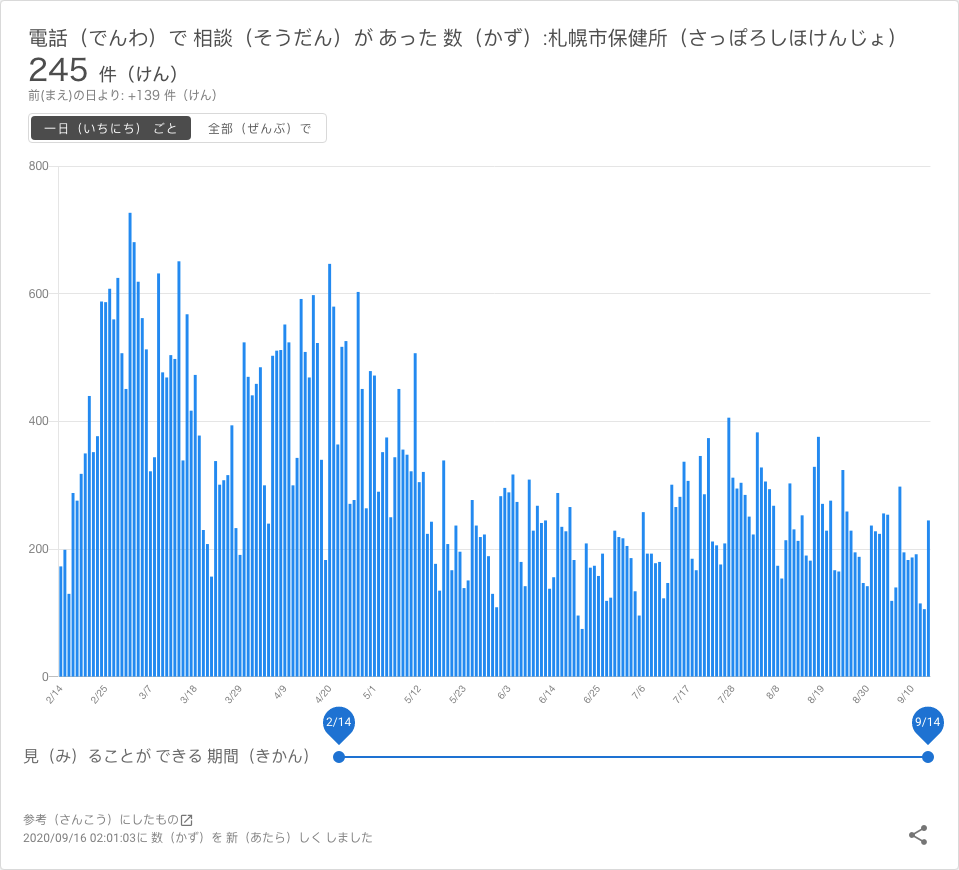 電話（でんわ）で 相談（そうだん）が あった 数（かず）:札幌市保健所（さっぽろしほけんじょ）
245 件（けん）
前(まえ)の日より: +139 件（けん）
一日（いちにち） ごと 全部（ぜんぶ）で
800
600
400
200
0
2/14 2/25 3/7 3/18 3/29 4/9 4/20 5/1 5/12 5/23 6/3 6/14 6/25 7/6 7/17 7/28 8/8 8/19 8/30 9/10
2/14 9/14
見（み）ることが できる 期間（きかん）
参考（さんこう）にしたもの
2020/09/16 02:01:03に 数（かず）を 新（あたら）しく しました